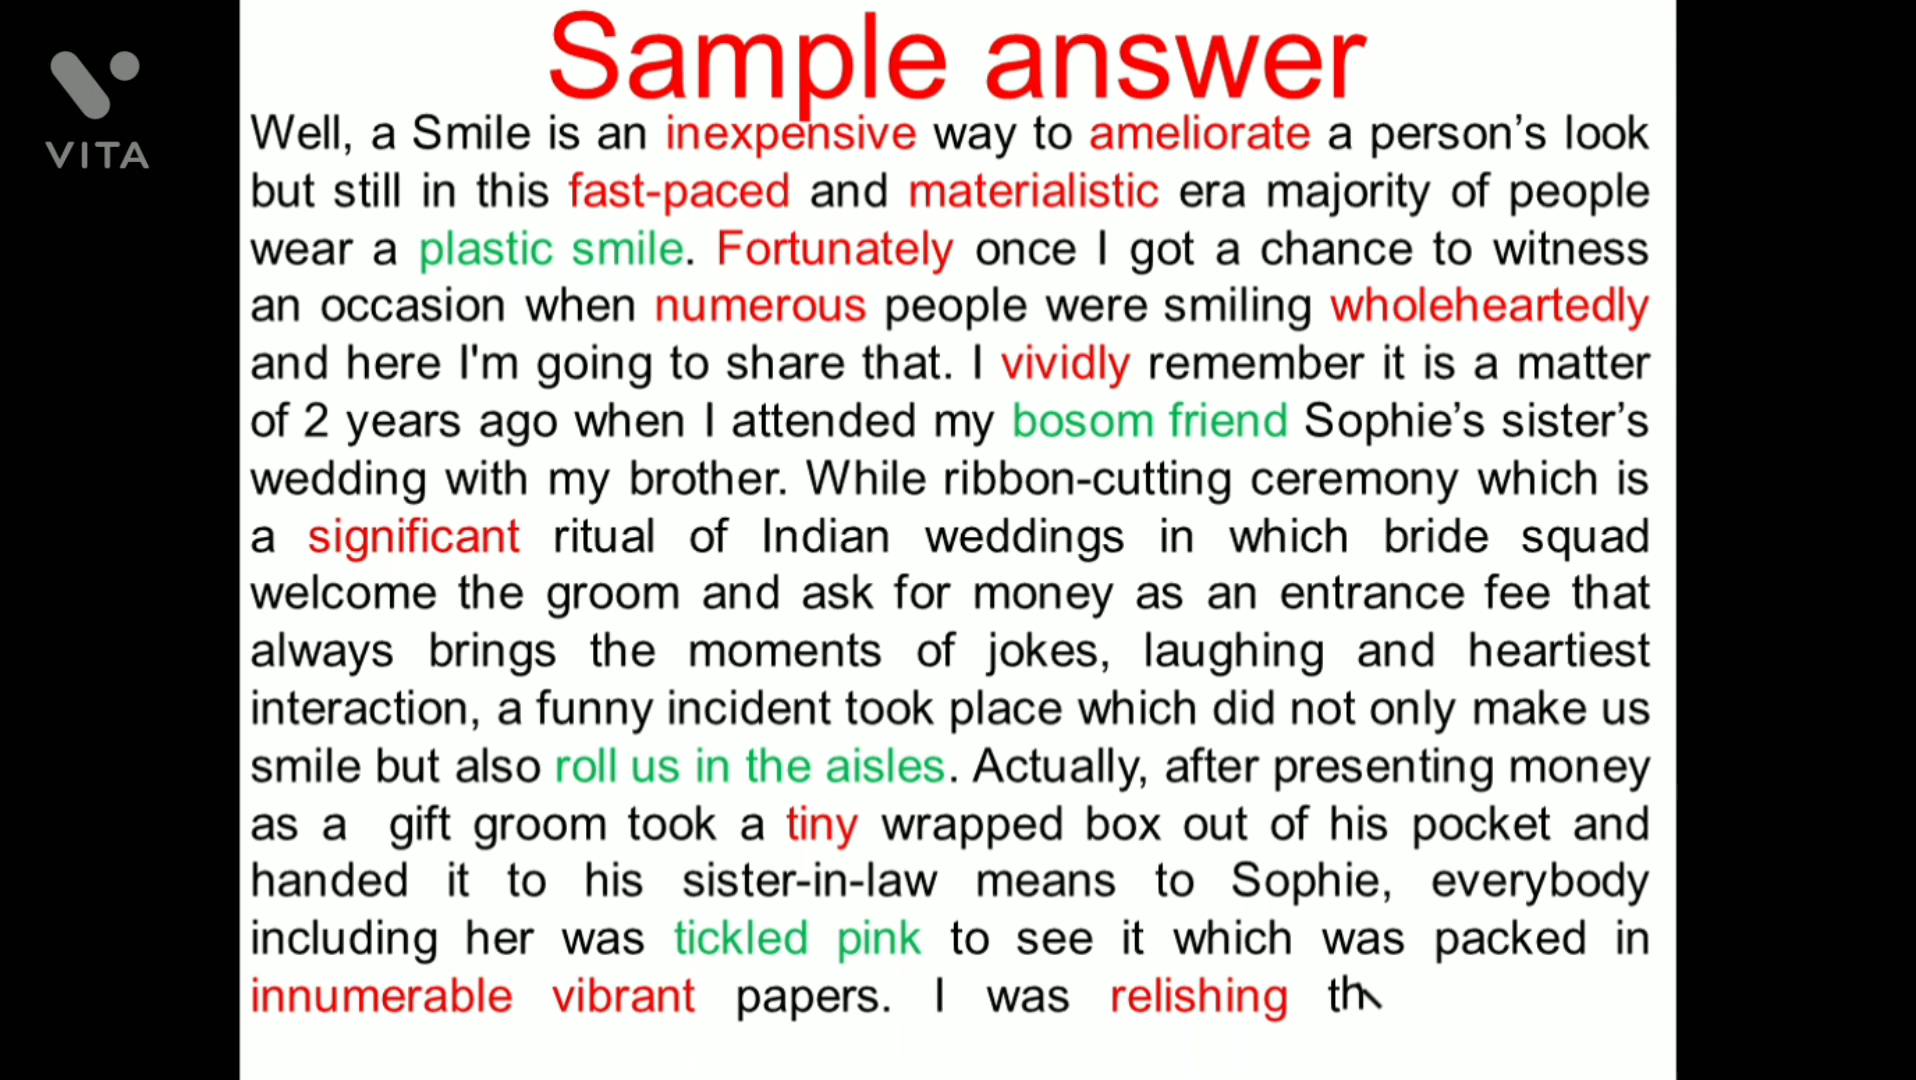 VITA
Sample answer
Well, a Smile is an inexpensive way to ameliorate a person's look
but still in this fast-paced and materialistic era majority of people
wear a plastic smile. Fortunately once I got a chance to witness
an occasion when numerous people were smiling wholeheartedly
and here I'm going to share that. I vividly remember it is a matter
of 2 years ago when I attended my bosom friend Sophie's sister's
wedding with my brother. While ribbon-cutting ceremony which is
a significant ritual of Indian weddings in which bride squad
welcome the groom and ask for money as an entrance fee that
always brings the moments of jokes, laughing and heartiest
interaction, a funny incident took place which did not only make us
smile but also roll us in the aisles. Actually, after presenting money
as a gift groom took a tiny wrapped box out of his pocket and
handed it to his sister-in-law means to Sophie, everybody
including her was tickled pink to see it which was packed in
innumerable vibrant papers. I was relishing